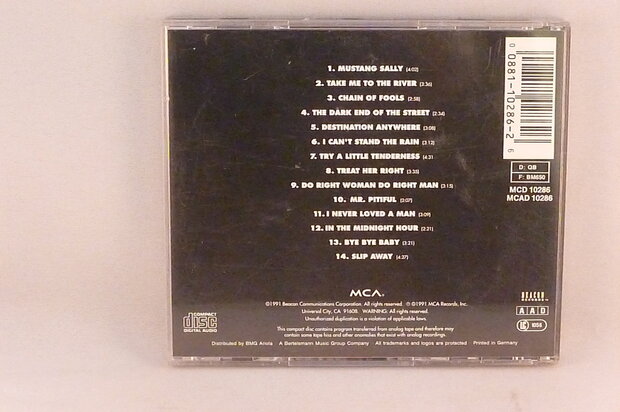 1. MUSTANG SALLY (4:02)
2. TAKE ME TO THE RIVER (3:36)
3. CHAIN OF FOOLS (2:58)
4. THE DARK END OF THE STREET (2:34)
5. DESTINATION ANYWHERE (3:08)
6. I CAN'T STAND THE RAIN (3:12)
7. TRY A LITTLE TENDERNESS (4:31
8. TREAT HER RIGHT (3:35)
9. DO RIGHT WOMAN DO RIGHT MAN (3:15)
10. MR. PITIFUL (2:07)
11. I NEVER LOVED A MAN (3:09)
12. IN THE MIDNIGHT HOUR (2:21)
13. BYE BYE BABY (3:21)
14. SLIP AWAY (4:27)
0 0881-10286-2 6
D: QB
F: BM650
MCD 10286
MCAD 10286
BEACON
RECORDS
AAD
LC 1056
MCA®
©1991 Beacon Communications Corporation. All rights reserved. ℗©1991 MCA Records, Inc.
Universal City, CA 91608. WARNING: All rights reserved.
Unauthorized duplication is a violation of applicable laws.
This compact disc contains program transferred from analog tape and therefore may
contain some tape hiss and other anomalies that exist with analog recordings.
COMPACT
disc
DIGITAL AUDIO
Distributed by BMG Ariola · A Bertelsmann Music Group Company · All trademarks and logos are protected · Printed in Germany